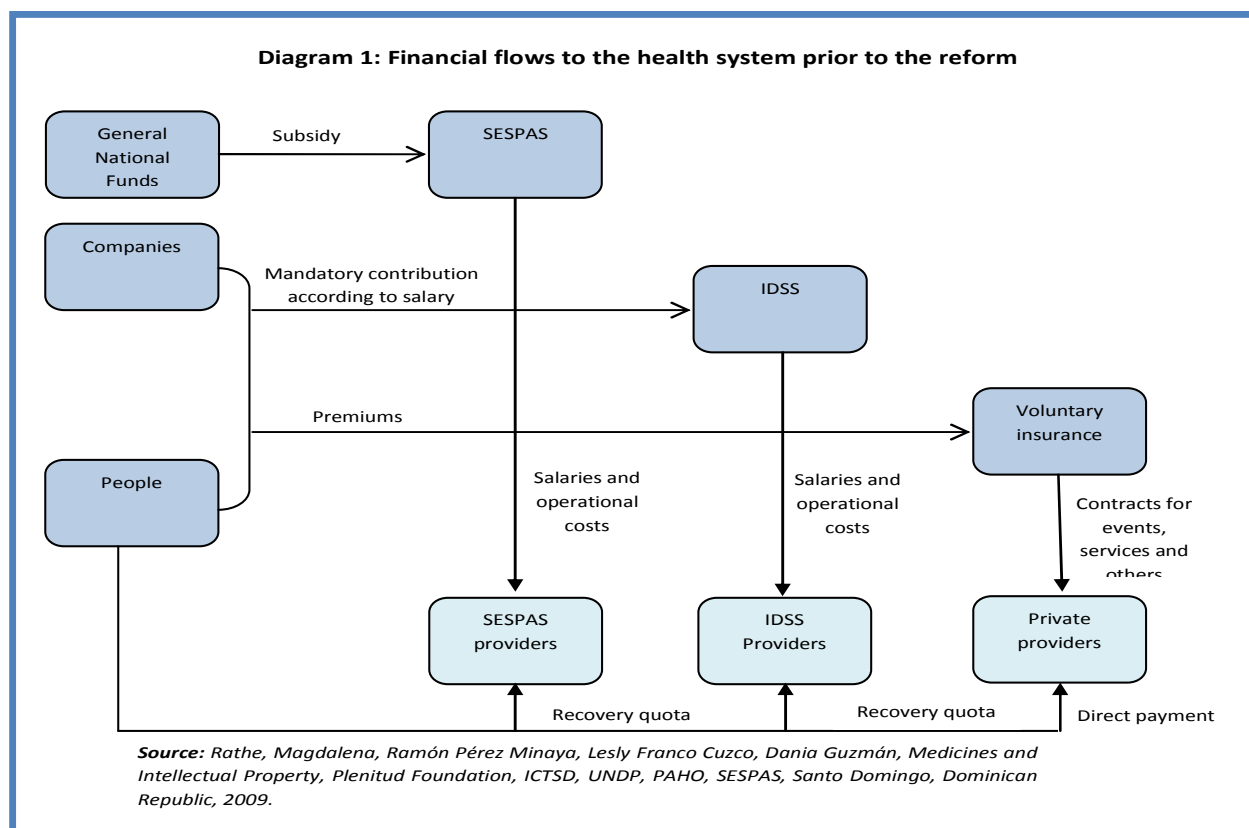 Diagram 1: Financial flows to the health system prior to the reform
General
National
Funds
Subsidy
SESPAS
Companies
Mandatory contribution
according to salary
IDSS
Premiums
Voluntary
insurance
People
Salaries and
operational
costs
Salaries and
operational
costs
Contracts for
events,
services and
others
SESPAS
providers
IDSS
Providers
Private
providers
Recovery quota
Recovery quota
Direct payment
Source: Rathe, Magdalena, Ramón Pérez Minaya, Lesly Franco Cuzco, Dania Guzmán, Medicines and
Intellectual Property, Plenitud Foundation, ICTSD, UNDP, PAHO, SESPAS, Santo Domingo, Dominican
Republic, 2009.